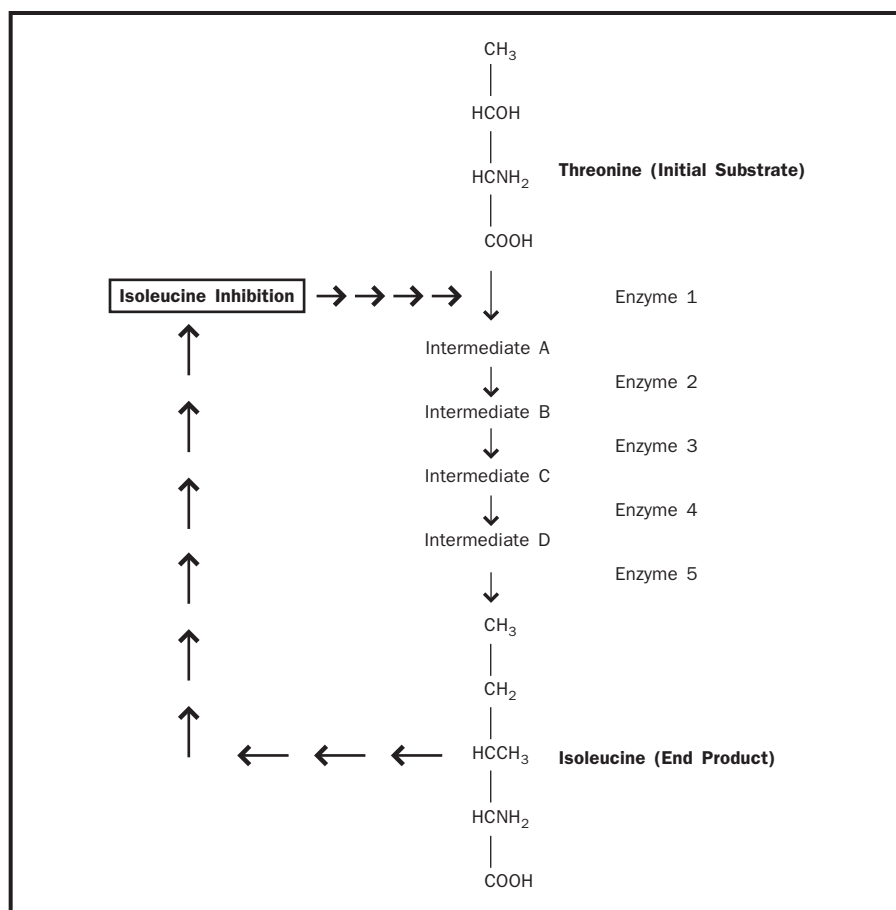 CH₃
HCOH
HCNH₂
Threonine (Initial Substrate)
COOH
Isoleucine Inhibition
Enzyme 1
Intermediate A
Enzyme 2
Intermediate B
Enzyme 3
Intermediate C
Enzyme 4
Intermediate D
Enzyme 5
CH₃
CH₂
HCCH₃
Isoleucine (End Product)
HCNH₂
COOH